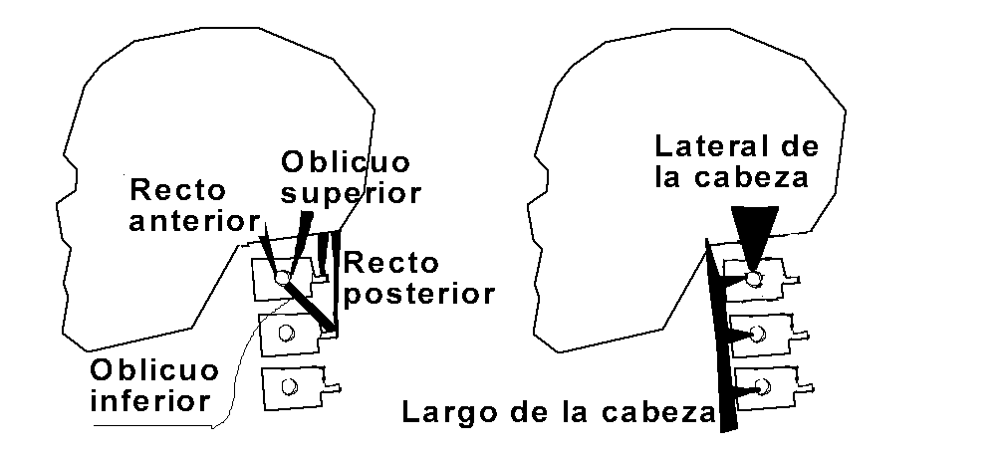 Oblicuo
superior
Recto
anterior
Recto
posterior
Oblicuo
inferior
Lateral de
la cabeza
Largo de la cabeza